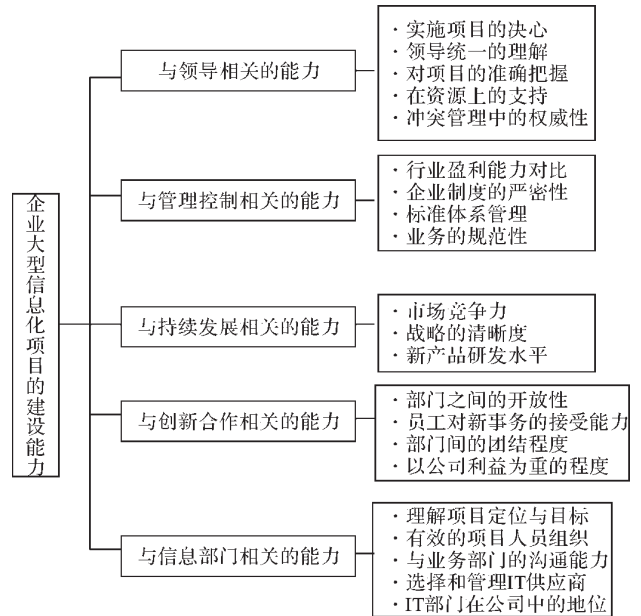 企业大型信息化项目的建设能力
与领导相关的能力
·实施项目的决心
·领导统一的理解
·对项目的准确把握
·在资源上的支持
·冲突管理中的权威性
与管理控制相关的能力
·行业盈利能力对比
·企业制度的严密性
·标准体系管理
·业务的规范性
与持续发展相关的能力
·市场竞争力
·战略的清晰度
·新产品研发水平
与创新合作相关的能力
·部门之间的开放性
·员工对新事务的接受能力
·部门间的团结程度
·以公司利益为重的程度
与信息部门相关的能力
·理解项目定位与目标
·有效的项目人员组织
·与业务部门的沟通能力
·选择和管理IT供应商
·IT部门在公司中的地位